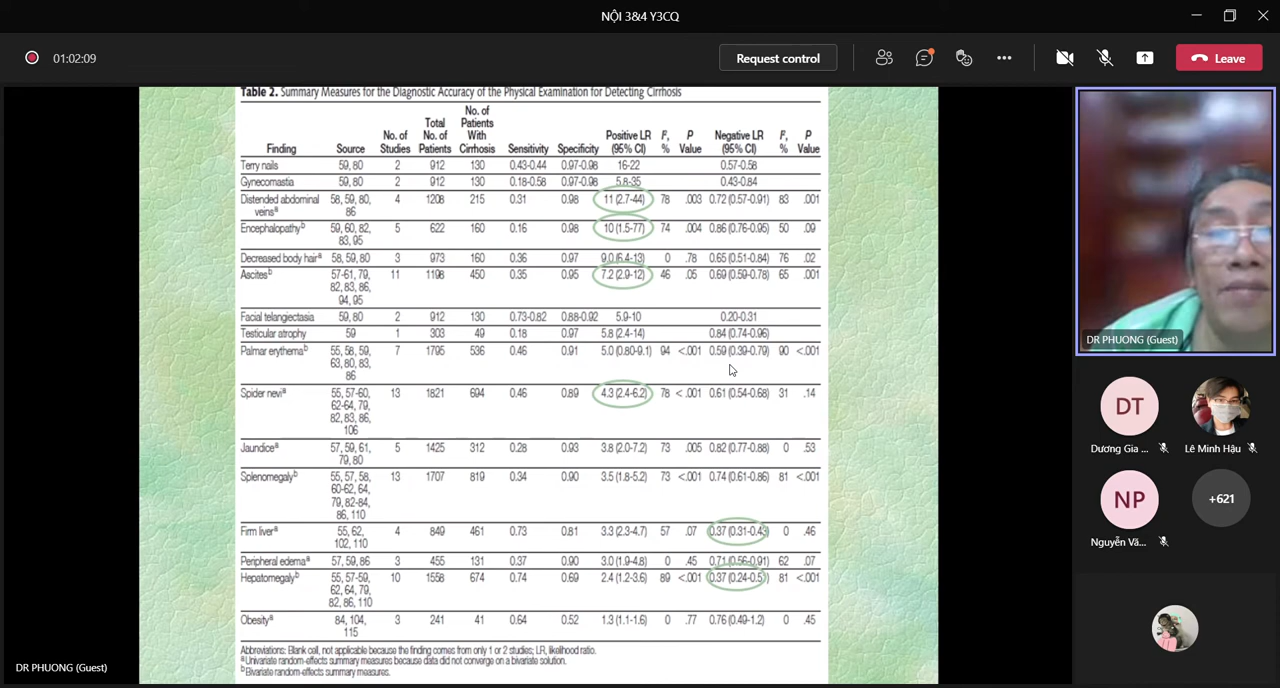 NỘI 3&4 Y3CQ
01:02:09
Request control
Leave
Table 2. Summary Measures for the Diagnostic Accuracy of the Physical Examination for Detecting Cirrhosis
Finding Source No. of Studies Total No. of Patients No. of Patients With Cirrhosis Sensitivity Specificity Positive LR (95% CI) I², % P Value Negative LR (95% CI) I², % P Value
Terry nails 59, 80 2 912 130 0.43-0.44 0.97-0.98 16-22 0.57-0.58
Gynecomastia 59, 80 2 912 130 0.18-0.58 0.97-0.98 5.8-35 0.43-0.84
Distended abdominal veinsᵃ 58, 59, 80, 86 4 1208 215 0.31 0.98 11 (2.7-44) 78 .003 0.72 (0.57-0.91) 83 .001
Encephalopathyᵇ 59, 60, 82, 83, 95 5 622 160 0.16 0.98 10 (1.5-77) 74 .004 0.86 (0.76-0.95) 50 .09
Decreased body hairᵃ 58, 59, 80 3 973 160 0.36 0.97 9.0 (6.4-13) 0 .78 0.65 (0.51-0.84) 76 .02
Ascitesᵇ 57-61, 79, 82, 83, 86, 94, 95 11 1198 450 0.35 0.95 7.2 (2.9-12) 46 .05 0.69 (0.59-0.78) 65 .001
Facial telangiectasia 59, 80 2 912 130 0.73-0.82 0.88-0.92 5.9-10 0.20-0.31
Testicular atrophy 59 1 303 49 0.18 0.97 5.8 (2.4-14) 0.84 (0.74-0.96)
Palmar erythemaᵇ 55, 58, 59, 63, 80, 83, 86 7 1795 536 0.46 0.91 5.0 (0.80-9.1) 94 <.001 0.59 (0.39-0.79) 90 <.001
Spider neviᵃ 55, 57-60, 62-64, 79, 82, 83, 86, 106 13 1821 694 0.46 0.89 4.3 (2.4-6.2) 78 <.001 0.61 (0.54-0.68) 31 .14
Jaundiceᵃ 57, 59, 61, 79, 80 5 1425 312 0.28 0.93 3.8 (2.0-7.2) 73 .005 0.82 (0.77-0.88) 0 .53
Splenomegalyᵇ 55, 57, 58, 60-62, 64, 79, 82-84, 86, 110 13 1707 819 0.34 0.90 3.5 (1.8-5.2) 73 <.001 0.74 (0.61-0.86) 81 <.001
Firm liverᵃ 55, 62, 102, 110 4 849 461 0.73 0.81 3.3 (2.3-4.7) 57 .07 0.37 (0.31-0.43) 0 .46
Peripheral edemaᵃ 57, 59, 86 3 455 131 0.37 0.90 3.0 (1.9-4.8) 0 .45 0.71 (0.56-0.91) 62 .07
Hepatomegalyᵇ 55, 57-59, 62, 64, 79, 82, 86, 110 10 1558 674 0.74 0.69 2.4 (1.2-3.6) 89 <.001 0.37 (0.24-0.5) 81 <.001
Obesityᵃ 84, 104, 115 3 241 41 0.64 0.52 1.3 (1.1-1.6) 0 .77 0.76 (0.49-1.2) 0 .45
Abbreviations: Blank cell, not applicable because the finding comes from only 1 or 2 studies; LR, likelihood ratio.
ᵃ Univariate random-effects summary measures because data did not converge on a bivariate solution.
ᵇ Bivariate random-effects summary measures.
DR PHUONG (Guest)
DR PHUONG (Guest)
DT
Dương Gia ...
Lê Minh Hậu
NP
Nguyễn Vă...
+621